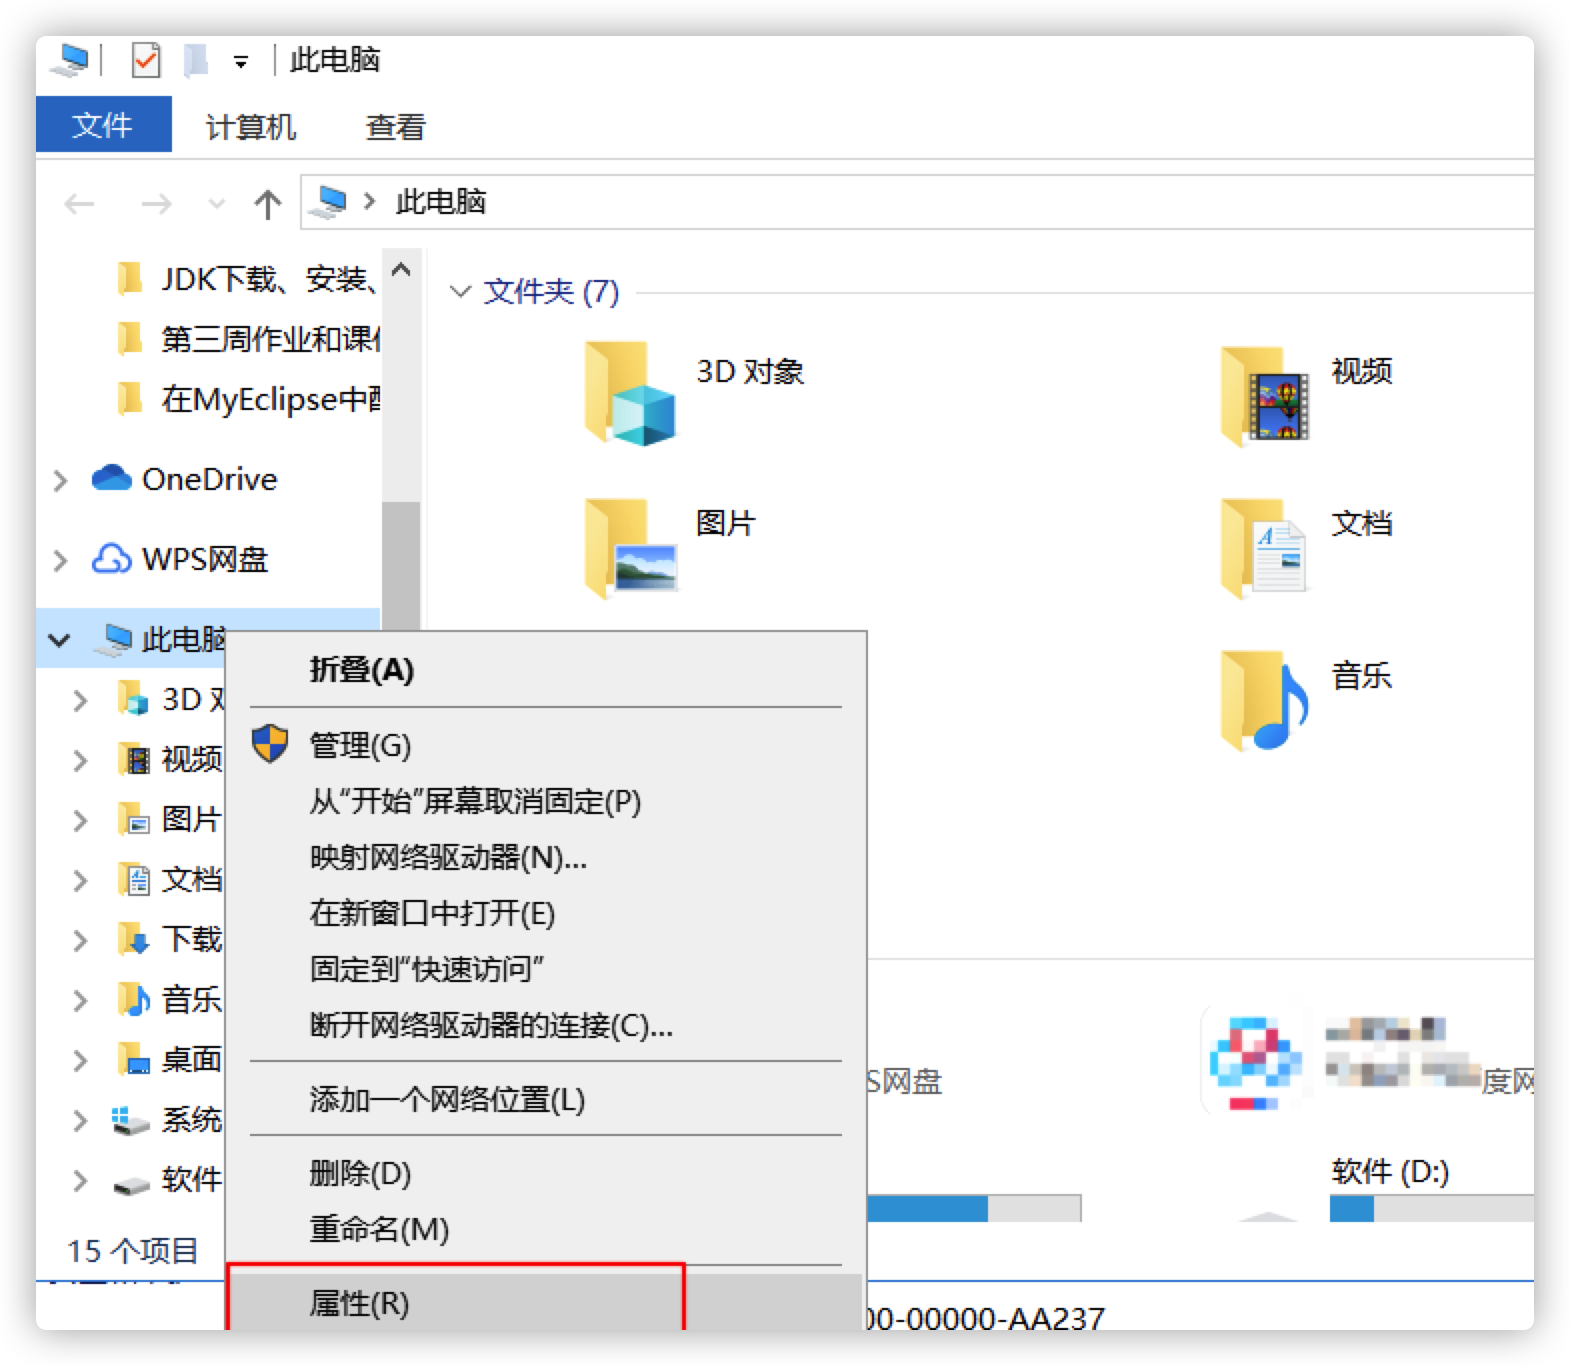 此电脑
文件 计算机 查看
此电脑
JDK下载、安装、
第三周作业和课
在MyEclipse中
OneDrive
WPS网盘
此电脑
3D
视频
图片
文档
下载
音乐
桌面
系统
软件
15 个项目
文件夹 (7)
3D 对象
视频
图片
文档
音乐
折叠(A)
管理(G)
从“开始”屏幕取消固定(P)
映射网络驱动器(N)...
在新窗口中打开(E)
固定到“快速访问”
断开网络驱动器的连接(C)...
添加一个网络位置(L)
删除(D)
重命名(M)
属性(R)
S网盘
度网
软件 (D:)
00-00000-AA237